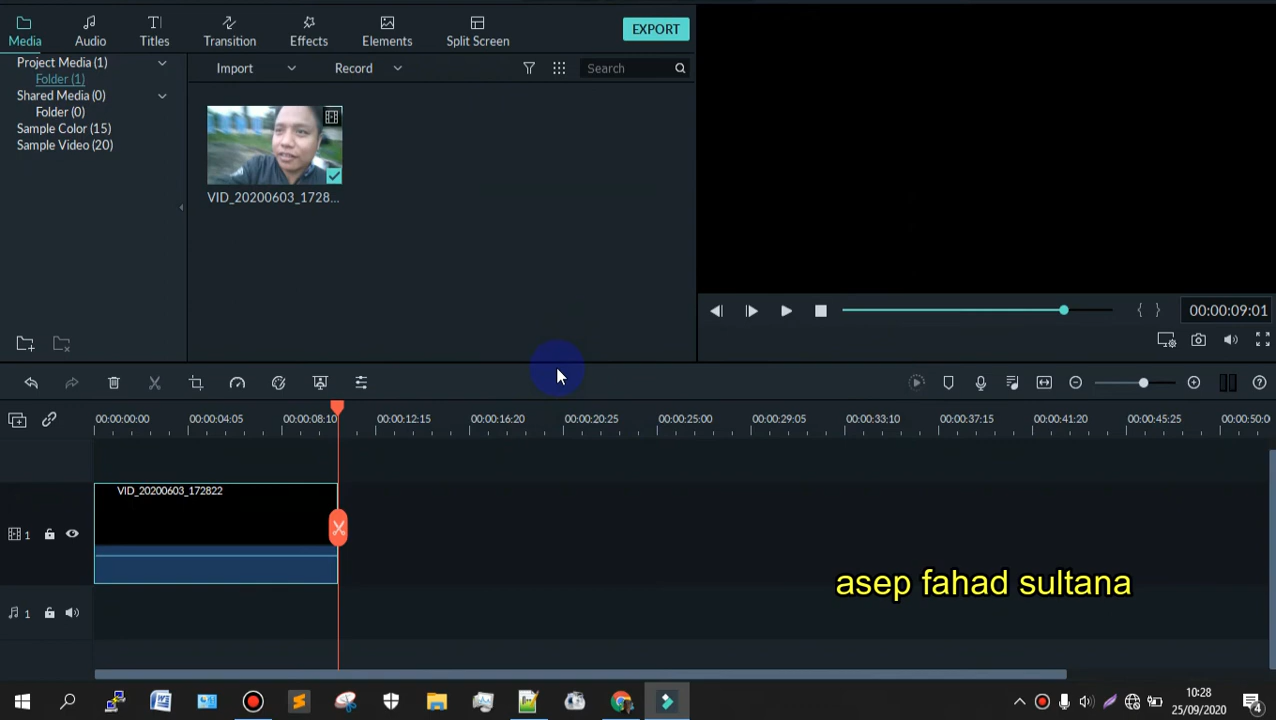 Media
Audio
Titles
Transition
Effects
Elements
Split Screen
EXPORT
Project Media (1)
Folder (1)
Shared Media (0)
Folder (0)
Sample Color (15)
Sample Video (20)
Import
Record
Search
VID_20200603_1728...
00:00:09:01
00:00:00:00
00:00:04:05
00:00:08:10
00:00:12:15
00:00:16:20
00:00:20:25
00:00:25:00
00:00:29:05
00:00:33:10
00:00:37:15
00:00:41:20
00:00:45:25
00:00:50:0
VID_20200603_172822
1
asep fahad sultana
1
10:28
25/09/2020
4